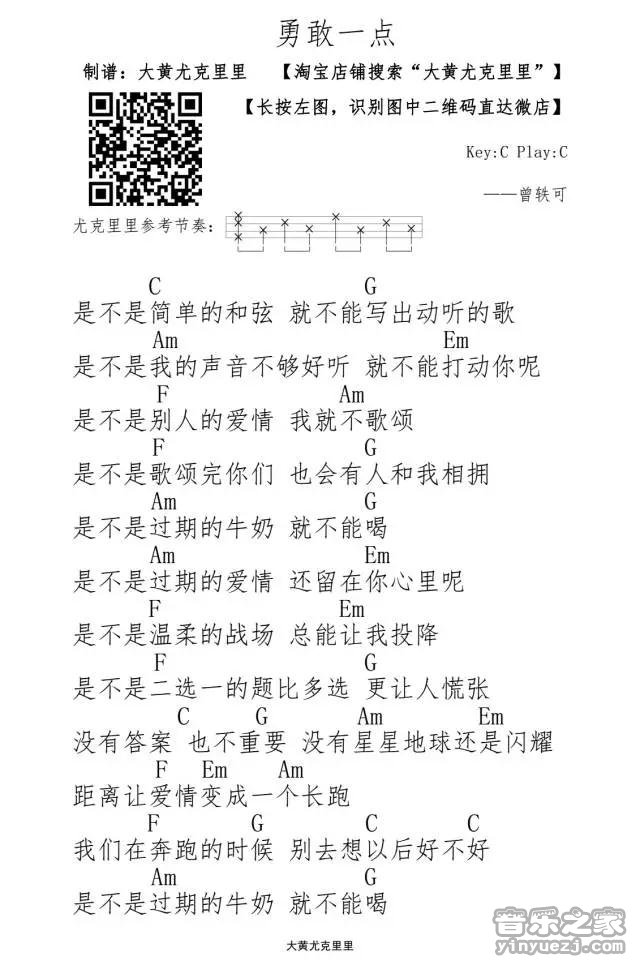 勇敢一点
制谱：大黄尤克里里 【淘宝店铺搜索“大黄尤克里里”】
【长按左图，识别图中二维码直达微店】
Key:C Play:C
——曾轶可
尤克里里参考节奏：
C G
是不是简单的和弦 就不能写出动听的歌
Am Em
是不是我的声音不够好听 就不能打动你呢
F Am
是不是别人的爱情 我就不歌颂
F G
是不是歌颂完你们 也会有人和我相拥
Am G
是不是过期的牛奶 就不能喝
Am Em
是不是过期的爱情 还留在你心里呢
F Em
是不是温柔的战场 总能让我投降
F G
是不是二选一的题比多选 更让人慌张
C G Am Em
没有答案 也不重要 没有星星地球还是闪耀
F Em Am
距离让爱情变成一个长跑
F G C C
我们在奔跑的时候 别去想以后好不好
Am G
是不是过期的牛奶 就不能喝
大黄尤克里里
音乐之家
yinyuezj.com